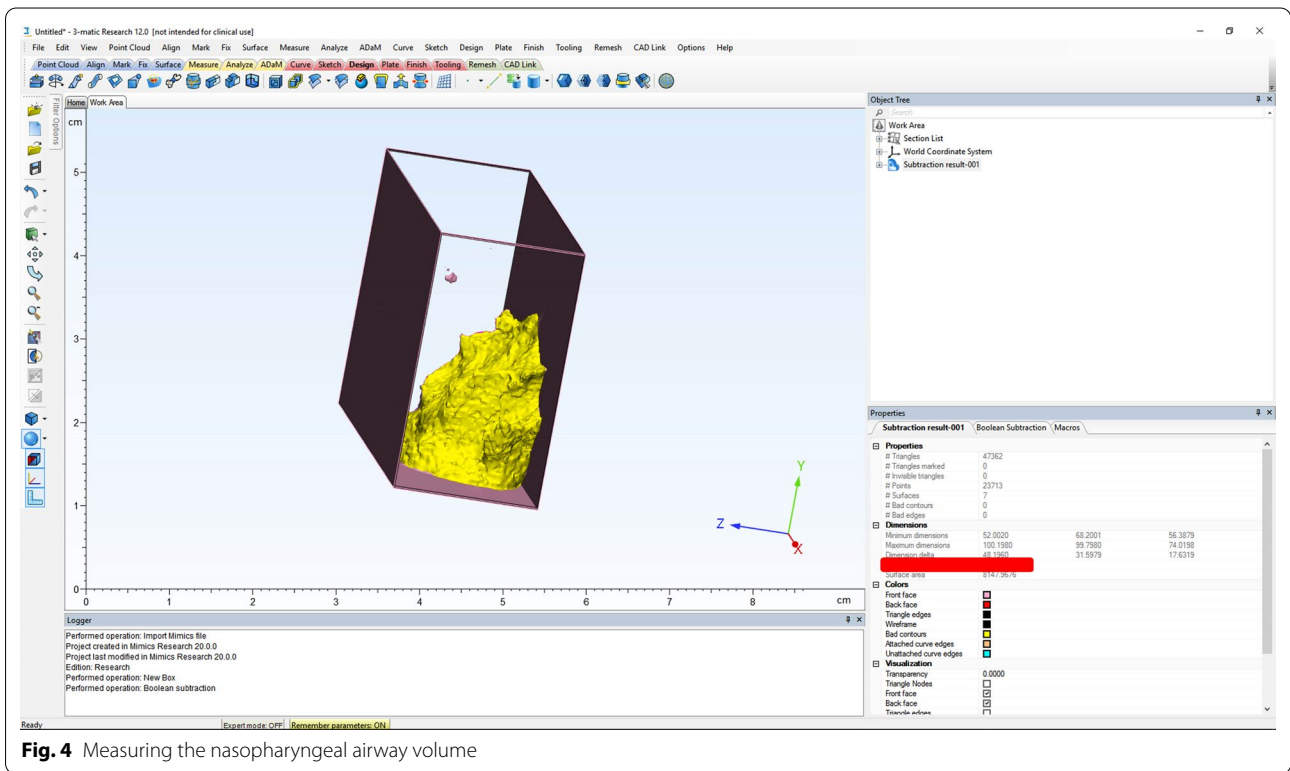 Untitled* - 3-matic Research 12.0 [not intended for clinical use]
File Edit View Point Cloud Align Mark Fix Surface Measure Analyze ADaM Curve Sketch Design Plate Finish Tooling Remesh CAD Link Options Help
Point Cloud Align Mark Fix Surface Measure Analyze ADaM Curve Sketch Design Plate Finish Tooling Remesh CAD Link
Filter Options
Home Work Area
cm
5
4
3
2
1
0
0 1 2 3 4 5 6 7 8 cm
Y
Z
X
Object Tree
Search
Work Area
Section List
World Coordinate System
Subtraction result-001
Properties
Subtraction result-001 Boolean Subtraction Macros
Properties
# Triangles 47362
# Triangles marked 0
# Invisible triangles 0
# Points 23713
# Surfaces 7
# Bad contours 0
# Bad edges 0
Dimensions
Minimum dimensions 52.0020 68.2001 56.3879
Maximum dimensions 100.1980 99.7980 74.0198
Dimension delta 48.1960 31.5979 17.6319
Surface area 8147.9676
Colors
Front face
Back face
Triangle edges
Wireframe
Bad contours
Attached curve edges
Unattached curve edges
Visualization
Transparency 0.0000
Triangle Nodes
Front face
Back face
Triangle edges
Logger
Performed operation: Import Mimics file
Project created in Mimics Research 20.0.0
Project last modified in Mimics Research 20.0.0
Edition: Research
Performed operation: New Box
Performed operation: Boolean subtraction
Ready Expert mode: OFF Remember parameters: ON
Fig. 4 Measuring the nasopharyngeal airway volume